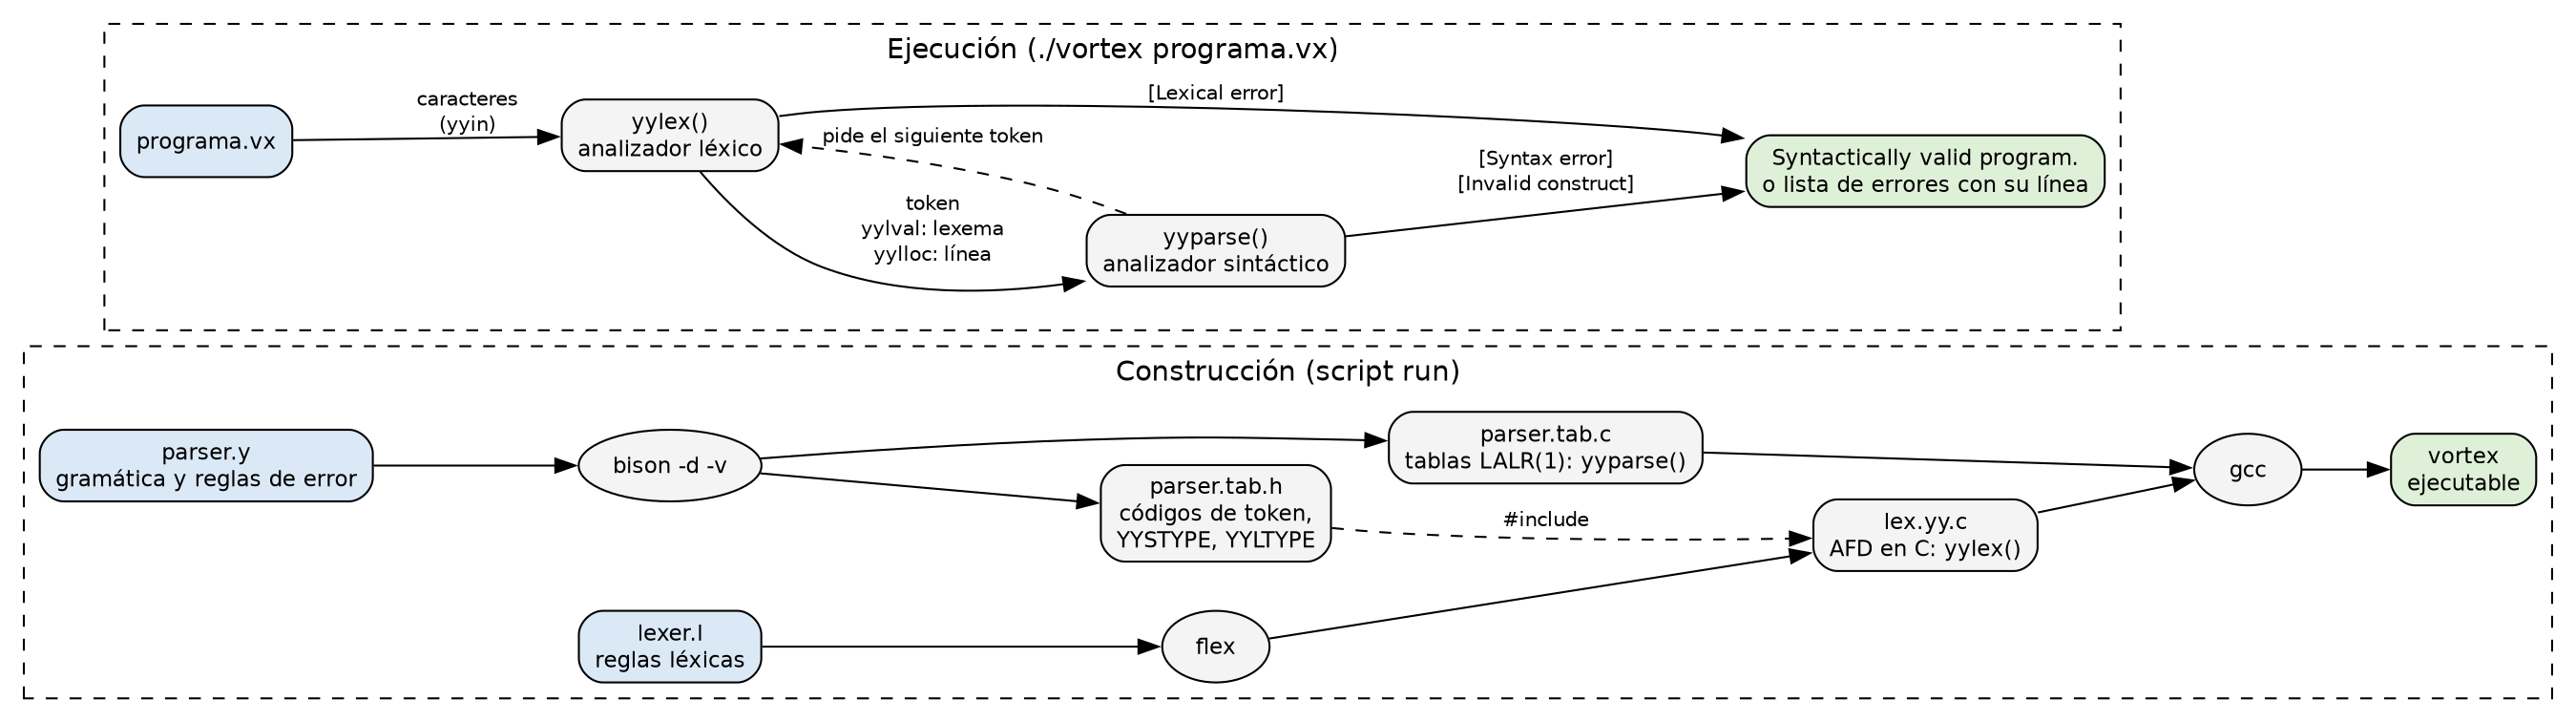 Ejecución (./vortex programa.vx)
programa.vx
caracteres
(yyin)
yylex()
analizador léxico
[Lexical error]
pide el siguiente token
token
yylval: lexema
yylloc: línea
yyparse()
analizador sintáctico
[Syntax error]
[Invalid construct]
Syntactically valid program.
o lista de errores con su línea
Construcción (script run)
parser.y
gramática y reglas de error
bison -d -v
parser.tab.c
tablas LALR(1): yyparse()
parser.tab.h
códigos de token,
YYSTYPE, YYLTYPE
#include
lex.yy.c
AFD en C: yylex()
gcc
vortex
ejecutable
lexer.l
reglas léxicas
flex